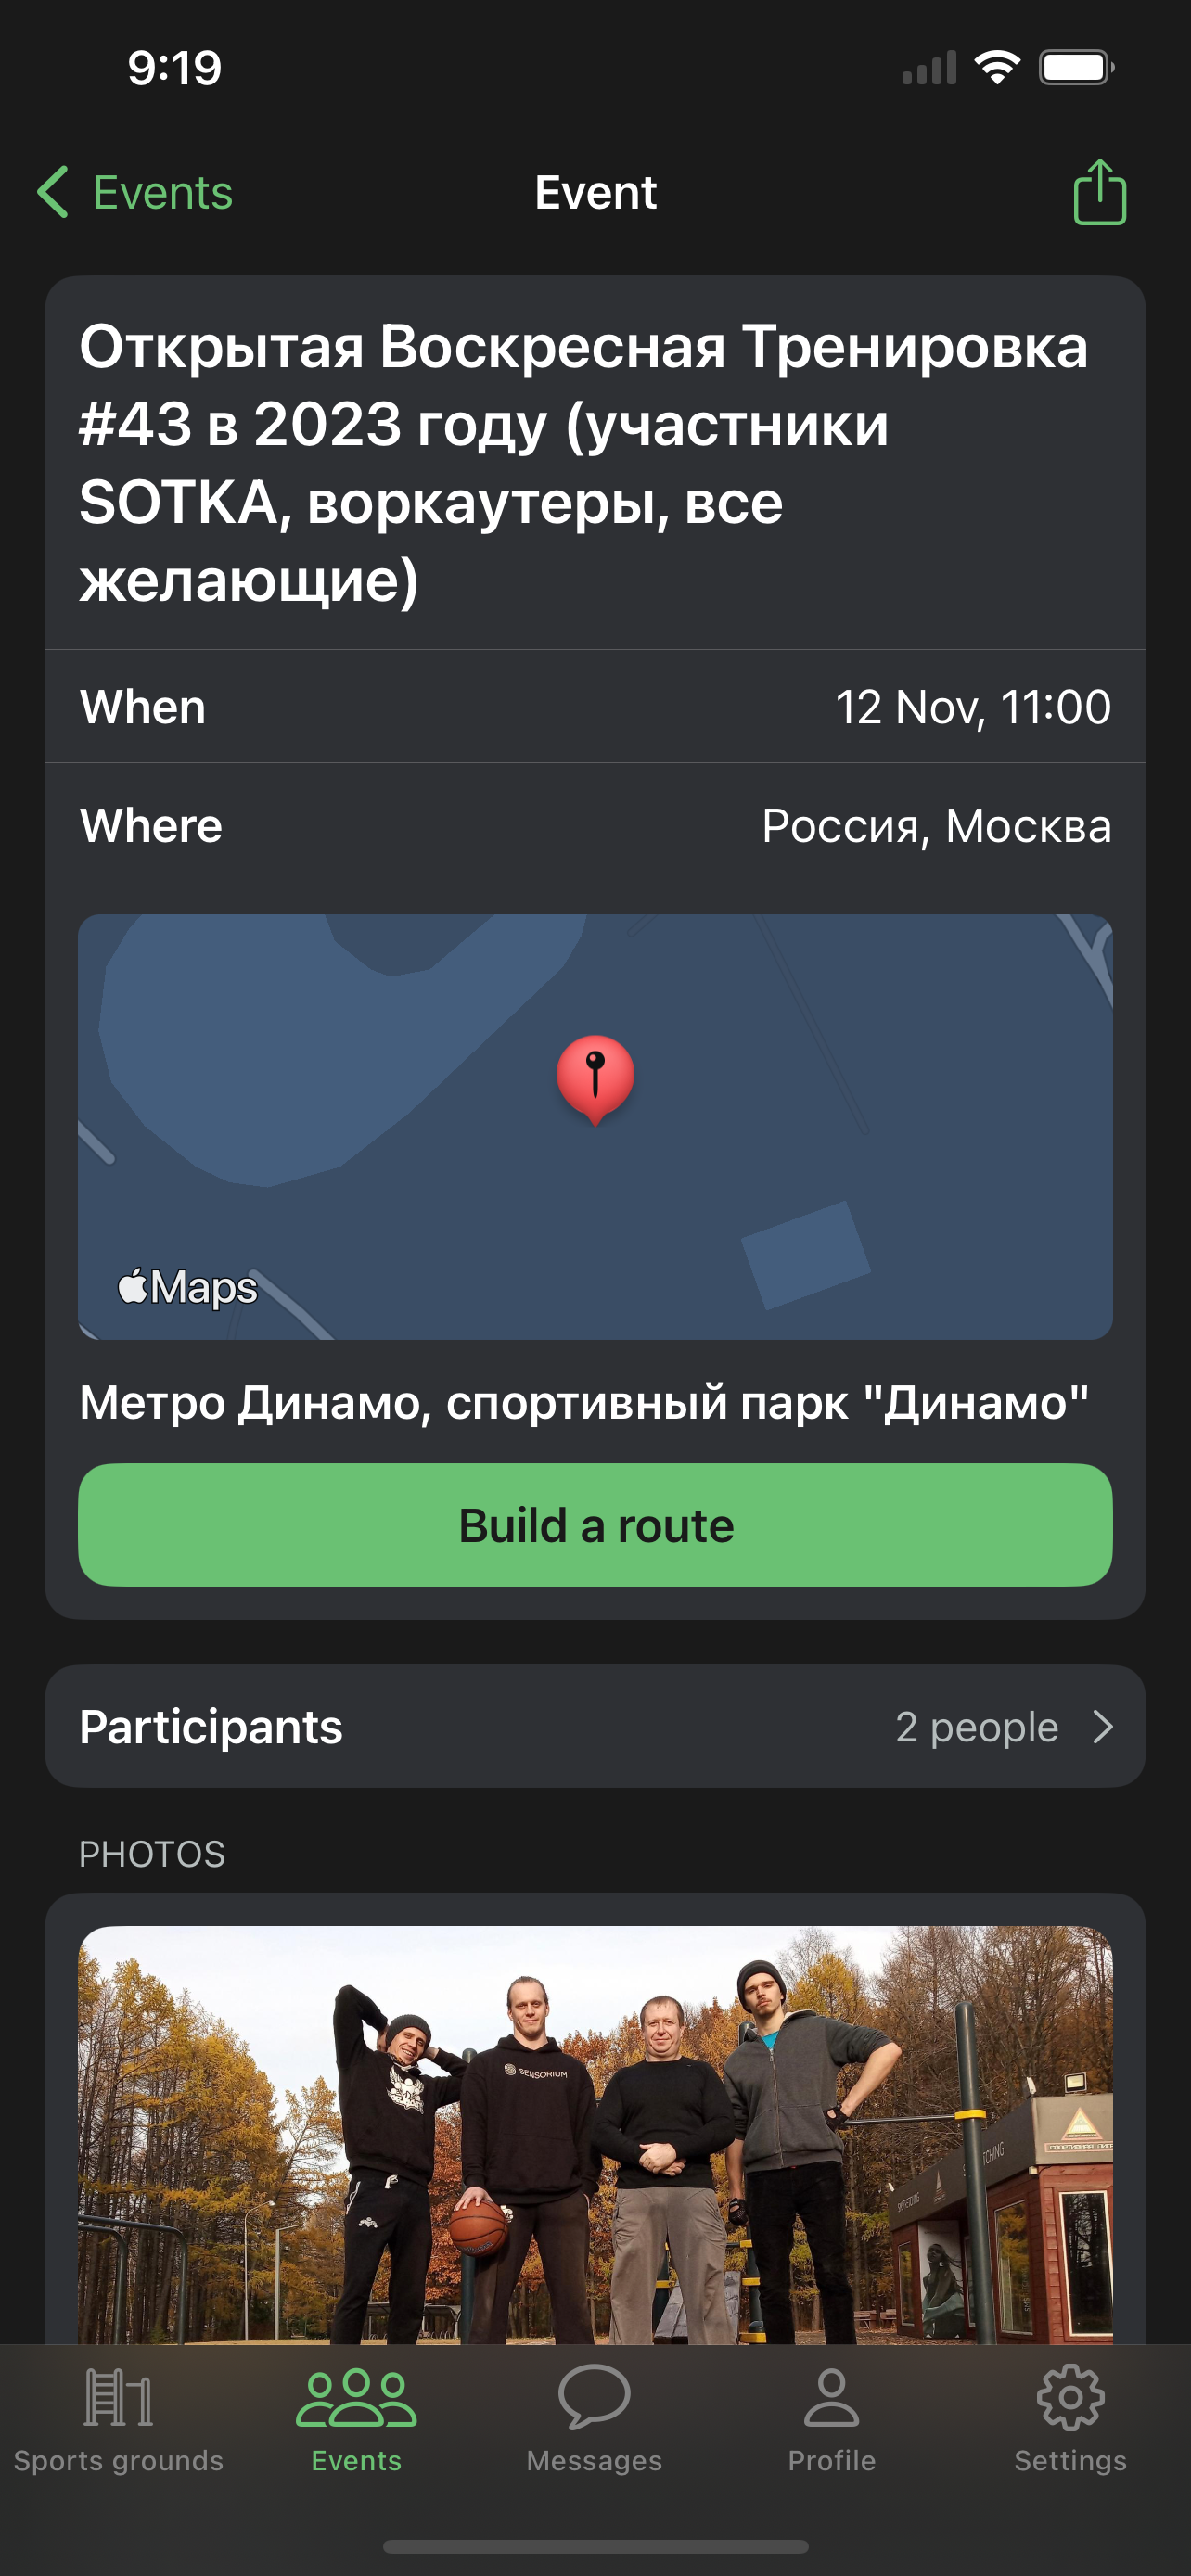 9:19
Events
Event
Открытая Воскресная Тренировка
#43 в 2023 году (участники
SOTKA, воркаутеры, все
желающие)
When
12 Nov, 11:00
Where
Россия, Москва
Maps
Метро Динамо, спортивный парк "Динамо"
Build a route
Participants
2 people
PHOTOS
SENSORIUM
Sports grounds
Events
Messages
Profile
Settings